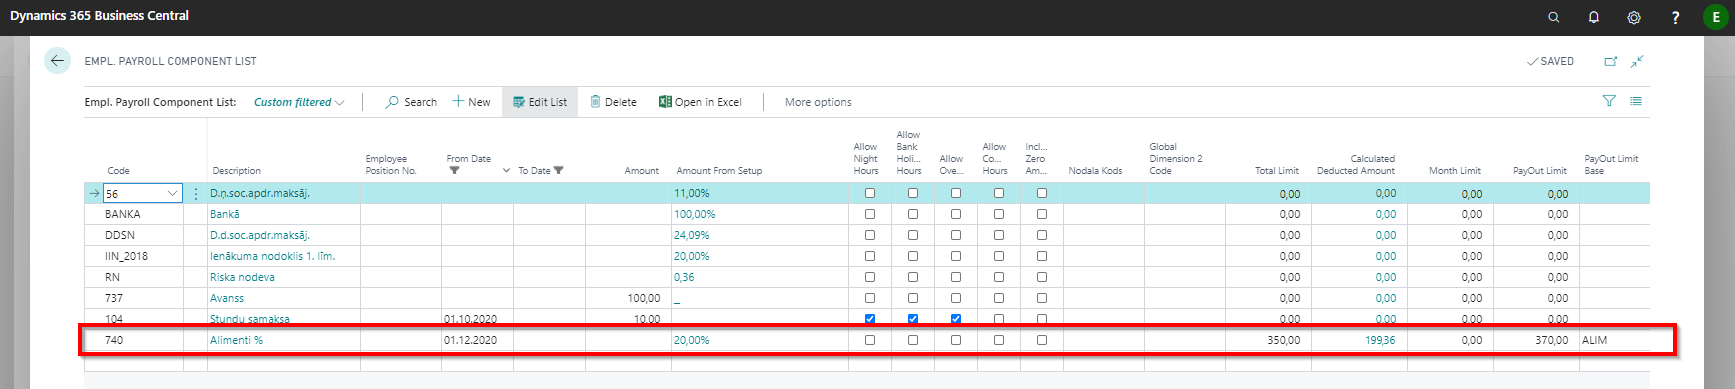 Dynamics 365 Business Central
?
E
EMPL. PAYROLL COMPONENT LIST
SAVED
Empl. Payroll Component List: Custom filtered Search New Edit List Delete Open in Excel More options
Code Description Employee Position No. From Date To Date Amount Amount From Setup Allow Night Hours Allow Bank Holi... Hours Allow Ove... Allow Co... Hours Incl... Zero Am... Nodala Kods Global Dimension 2 Code Total Limit Calculated Deducted Amount Month Limit PayOut Limit PayOut Limit Base
56 D.ņ.soc.apdr.maksāj. 11,00% 0,00 0,00 0,00 0,00
BANKA Bankā 100,00% 0,00 0,00 0,00 0,00
DDSN D.d.soc.apdr.maksāj. 24,09% 0,00 0,00 0,00 0,00
IIN_2018 Ienākuma nodoklis 1. līm. 20,00% 0,00 0,00 0,00 0,00
RN Riska nodeva 0,36 0,00 0,00 0,00 0,00
737 Avanss 100,00 _ 0,00 0,00 0,00 0,00
104 Stundu samaksa 01.10.2020 10,00 0,00 0,00 0,00 0,00
740 Alimenti % 01.12.2020 20,00% 350,00 199,36 0,00 370,00 ALIM